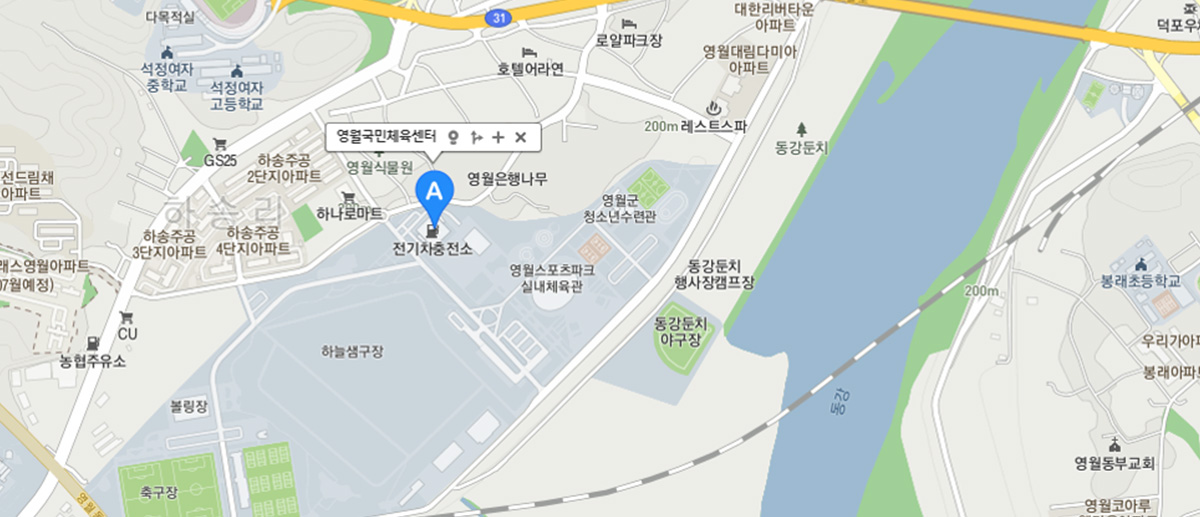 다목적실
31
대한리버타운
아파트
로얄파크장
석정여자
중학교
석정여자
고등학교
호텔어라연
영월대림다미아
아파트
200m
레스트스파
영월국민체육센터
동강둔치
GS25
하송주공
2단지아파트
영월식물원
A
영월은행나무
선드림채
아파트
하나로마트
하송리
영월군
청소년수련관
하송주공
3단지아파트
하송주공
4단지아파트
전기차충전소
영월스포츠파크
실내체육관
동강둔치
행사장캠프장
래스영월아파트
07월예정)
봉래초등학교
200m
CU
농협주유소
하늘샘구장
동강둔치
야구장
우리가아파
봉래아파트
볼링장
동강
영월동부교회
축구장
영월코아루